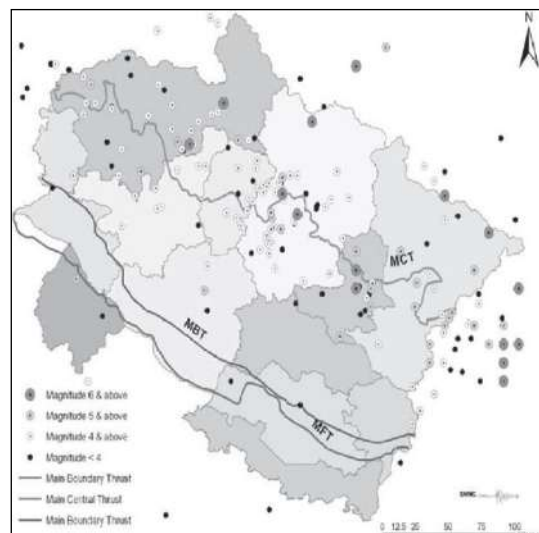 N
MCT
MBT
MFT
Magnitude 6 & above
Magnitude 5 & above
Magnitude 4 & above
Magnitude < 4
Main Boundary Thrust
Main Central Thrust
Main Boundary Thrust
0 12.5 25 50 75 100